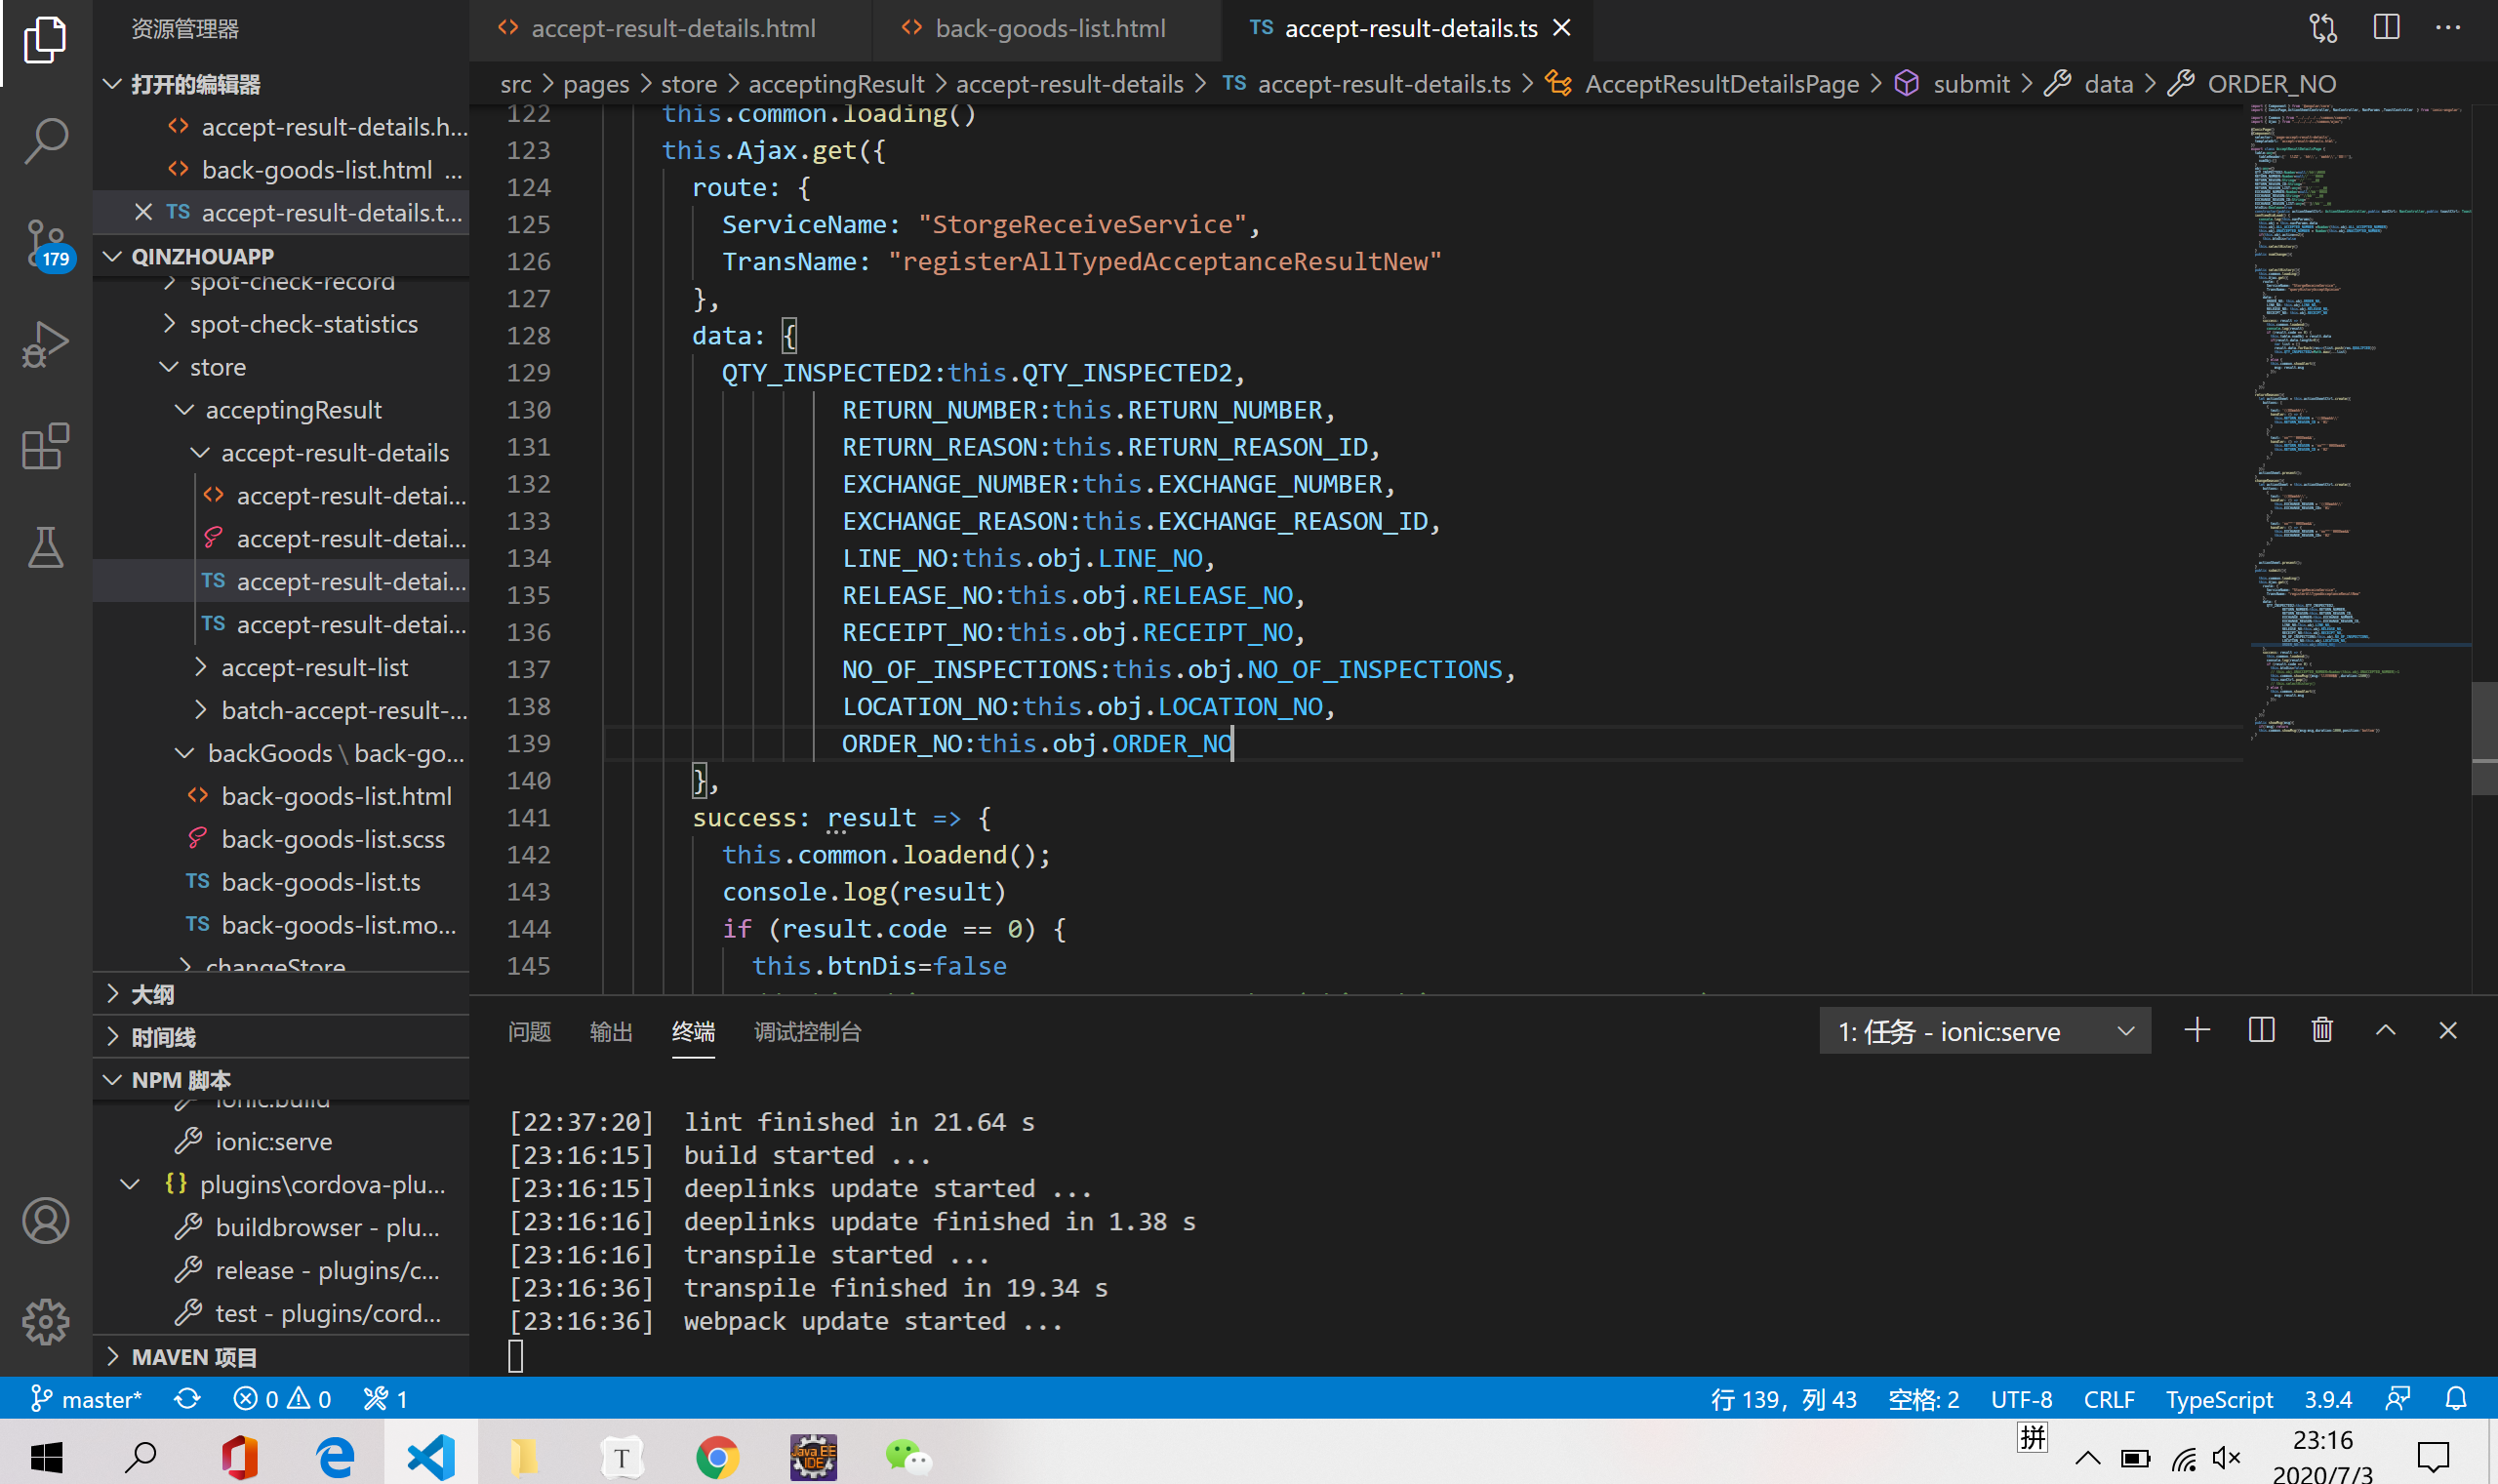 资源管理器
打开的编辑器
accept-result-details.h...
back-goods-list.html ...
TS accept-result-details.t...
179
QINZHOUAPP
spot-check-record
spot-check-statistics
store
acceptingResult
accept-result-details
accept-result-detai...
accept-result-detai...
TS accept-result-detai...
TS accept-result-detai...
accept-result-list
batch-accept-result-...
backGoods \ back-go...
back-goods-list.html
back-goods-list.scss
TS back-goods-list.ts
TS back-goods-list.mo...
changeStore
大纲
时间线
NPM 脚本
ionic:build
ionic:serve
{} plugins\cordova-plu...
buildbrowser - plu...
release - plugins/c...
test - plugins/cord...
MAVEN 项目
accept-result-details.html
back-goods-list.html
TS accept-result-details.ts
src > pages > store > acceptingResult > accept-result-details > TS accept-result-details.ts > AcceptResultDetailsPage > submit > data > ORDER_NO
122 this.common.loading()
123 this.Ajax.get({
124 route: {
125 ServiceName: "StorgeReceiveService",
126 TransName: "registerAllTypedAcceptanceResultNew"
127 },
128 data: {
129 QTY_INSPECTED2:this.QTY_INSPECTED2,
130 RETURN_NUMBER:this.RETURN_NUMBER,
131 RETURN_REASON:this.RETURN_REASON_ID,
132 EXCHANGE_NUMBER:this.EXCHANGE_NUMBER,
133 EXCHANGE_REASON:this.EXCHANGE_REASON_ID,
134 LINE_NO:this.obj.LINE_NO,
135 RELEASE_NO:this.obj.RELEASE_NO,
136 RECEIPT_NO:this.obj.RECEIPT_NO,
137 NO_OF_INSPECTIONS:this.obj.NO_OF_INSPECTIONS,
138 LOCATION_NO:this.obj.LOCATION_NO,
139 ORDER_NO:this.obj.ORDER_NO
140 },
141 success: result => {
142 this.common.loadend();
143 console.log(result)
144 if (result.code == 0) {
145 this.btnDis=false
问题 输出 终端 调试控制台
1: 任务 - ionic:serve
[22:37:20] lint finished in 21.64 s
[23:16:15] build started ...
[23:16:15] deeplinks update started ...
[23:16:16] deeplinks update finished in 1.38 s
[23:16:16] transpile started ...
[23:16:36] transpile finished in 19.34 s
[23:16:36] webpack update started ...
master* 0 0 1
行 139，列 43 空格: 2 UTF-8 CRLF TypeScript 3.9.4
T
Java EE
IDE
拼
23:16
2020/7/3